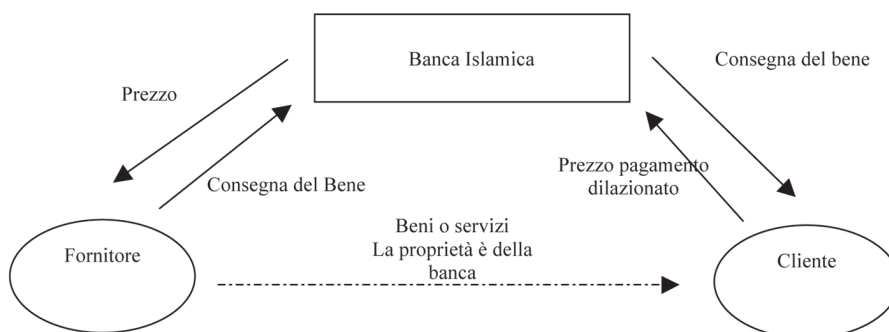 Banca Islamica
Consegna del bene
Prezzo
Consegna del Bene
Prezzo pagamento
dilazionato
Beni o servizi
La proprietà è della
banca
Fornitore
Cliente